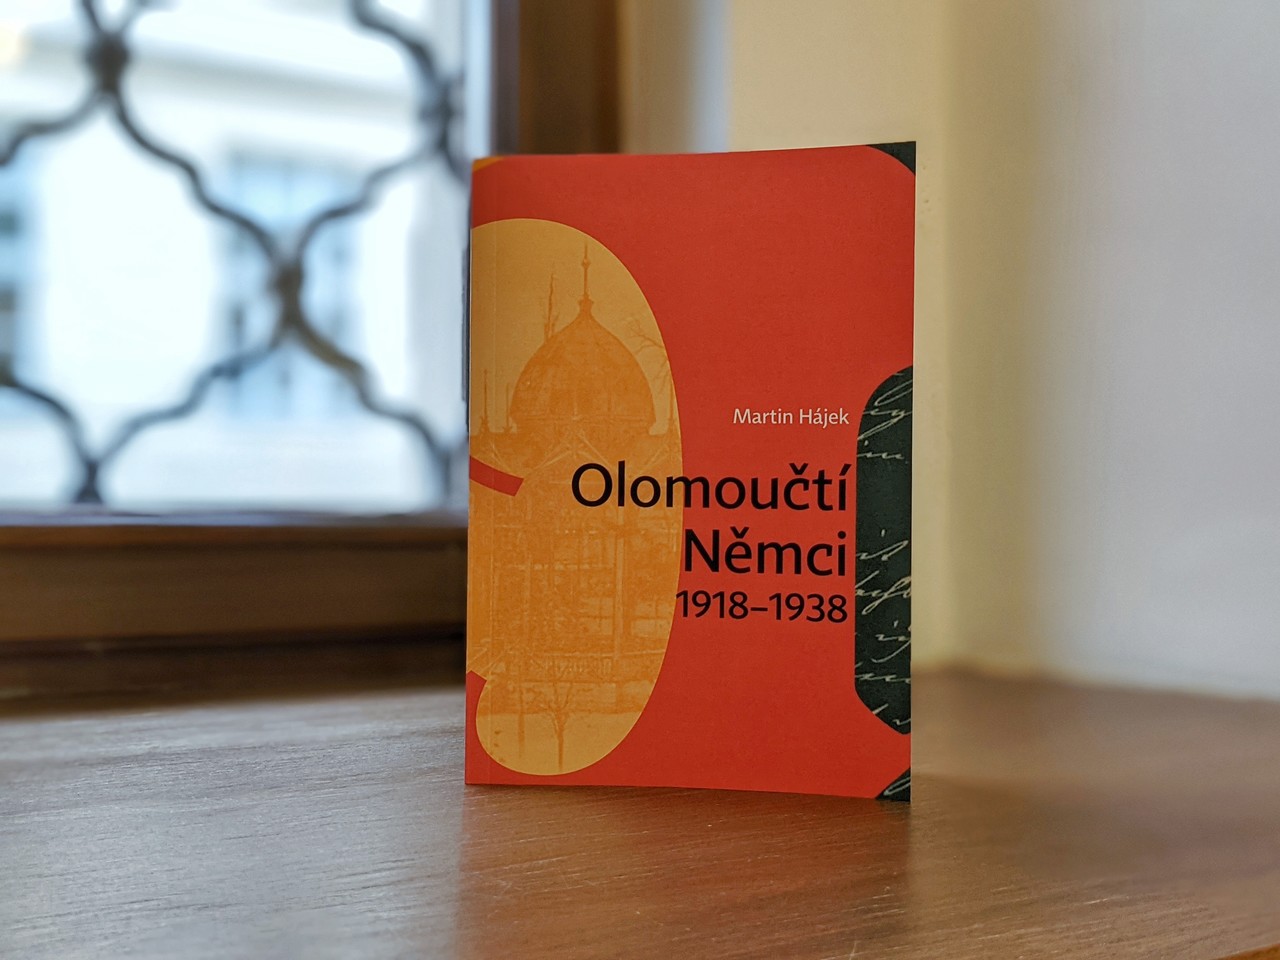 Martin Hájek
Olomoučtí
Němci
1918–1938